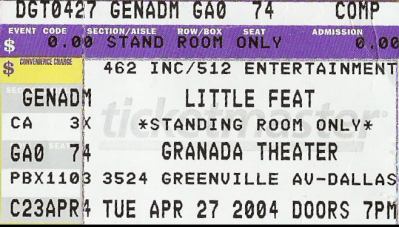 DGT0427 GENADM GA0 74 COMP
EVENT CODE SECTION/AISLE ROW/BOX SEAT ADMISSION
$ 0.00 STAND ROOM ONLY 0.00
$ CONVENIENCE CHARGE 462 INC/512 ENTERTAINMENT
GENADM LITTLE FEAT
ticketmaster
CA 3X *STANDING ROOM ONLY*
GA0 74 GRANADA THEATER
PBX1103 3524 GREENVILLE AV-DALLAS
C23APR4 TUE APR 27 2004 DOORS 7PM